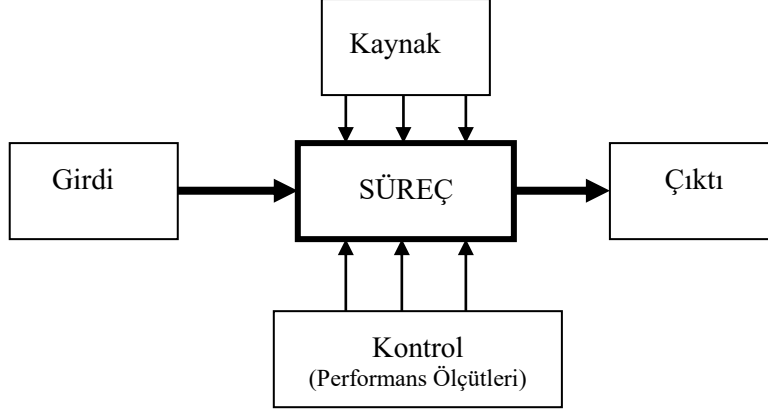 Kaynak
Girdi
SÜREÇ
Çıktı
Kontrol
(Performans Ölçütleri)